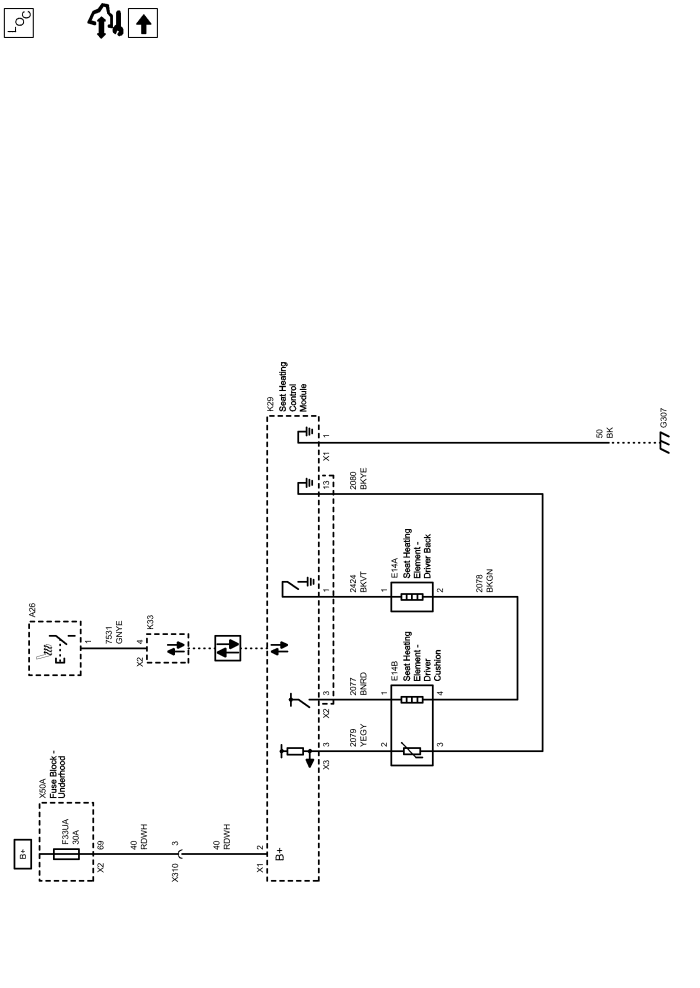 LOC
K29
Seat Heating
Control
Module
1
X1
50
BK
G307
13
2080
BKYE
A26
1
7531
GNYE
4
X2
K33
1
2424
BKVT
1
E14A
Seat Heating
Element -
Driver Back
2
2078
BKGN
3
X2
2077
BNRD
1
E14B
Seat Heating
Element -
Driver
Cushion
4
3
X3
2079
YEGY
2
3
B+
X50A
Fuse Block -
Underhood
F33UA
30A
69
X2
40
RDWH
3
X310
40
RDWH
2
X1
B+